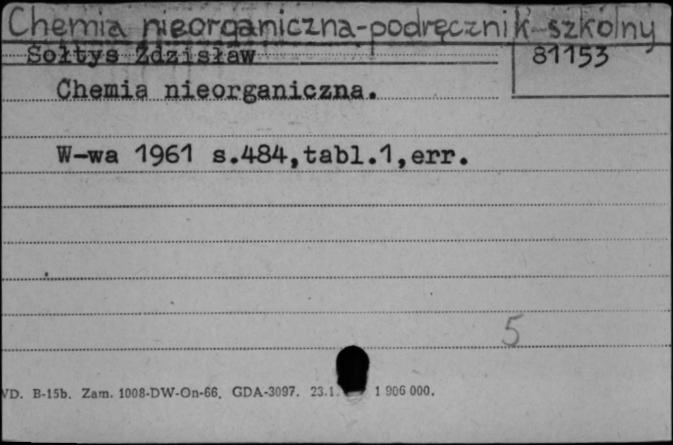 Chemia nieorganiczna-podręcznik szkolny
Sołtys Zdzisław
81153
Chemia nieorganiczna.
W-wa 1961 s.484,tabl.1,err.
5
WD. B-15b. Zam. 1008-DW-On-66. GDA-3097. 23.1. 1 906 000.